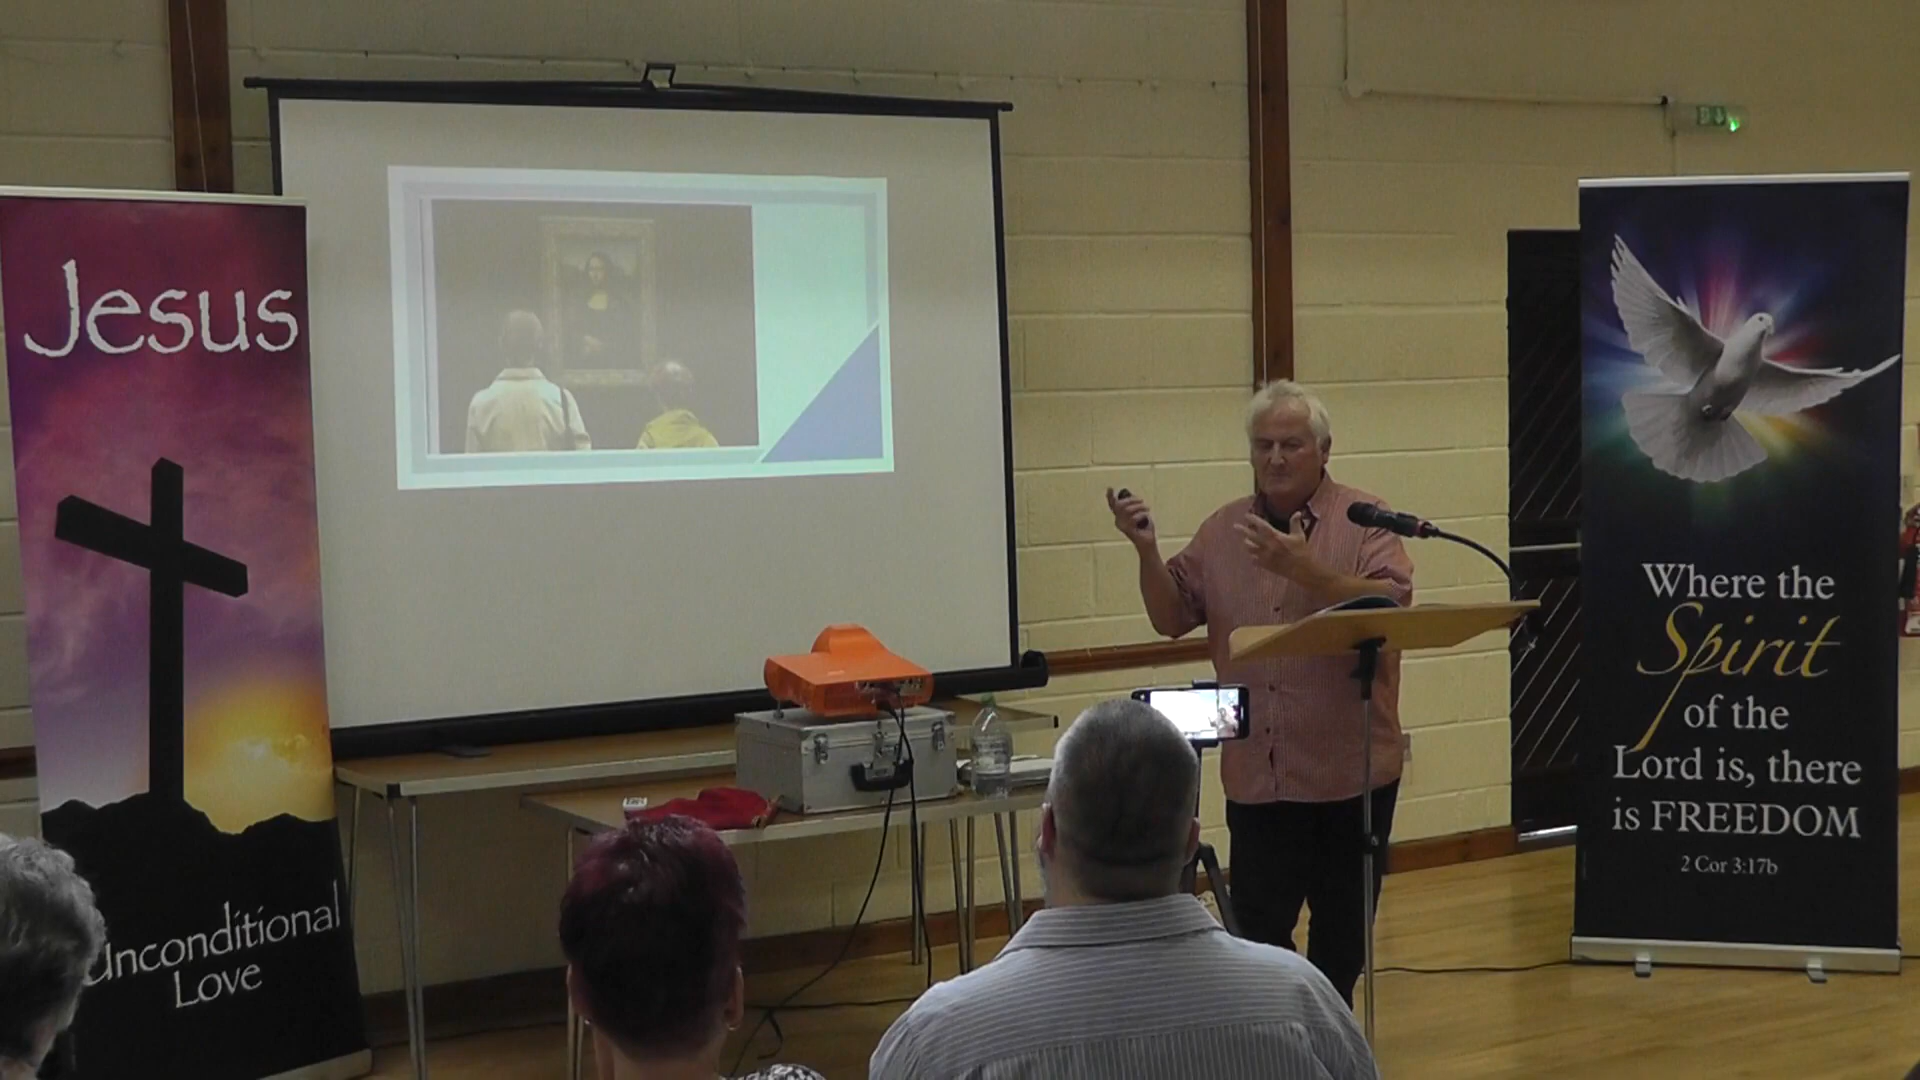 Jesus
Unconditional
Love
Where the
Spirit
of the
Lord is, there
is FREEDOM
2 Cor 3:17b